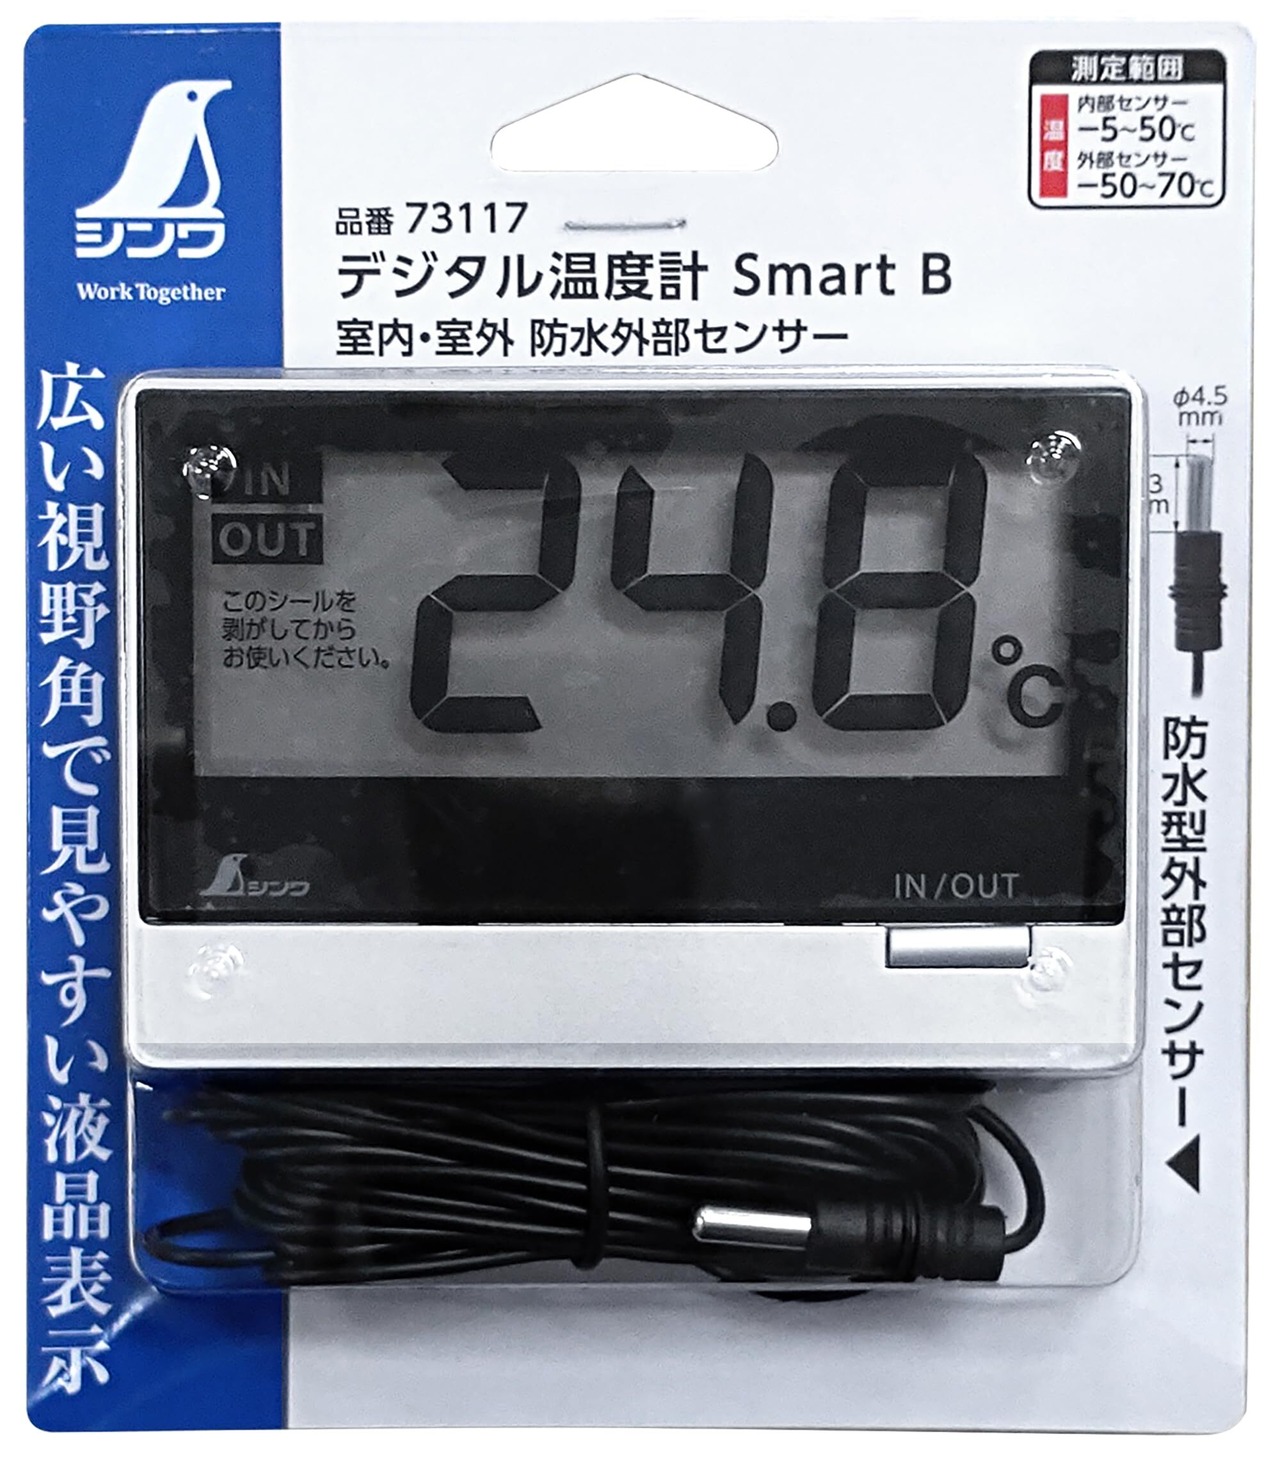 シンワ
Work Together
測定範囲
温度
内部センサー
−5~50℃
外部センサー
−50~70℃
品番 73117
デジタル温度計 Smart B
室内・室外 防水外部センサー
広い視野角で見やすい液晶表示
IN
OUT
このシールを
剥がしてから
お使いください。
24.8
℃
シンワ
IN/OUT
φ4.5
mm
防水型外部センサー